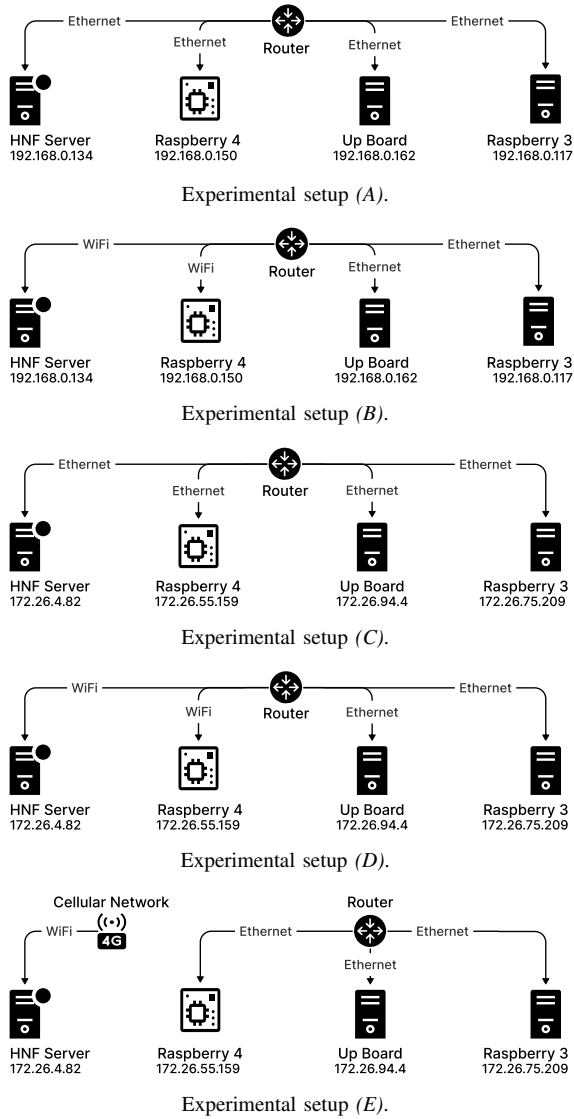 Ethernet Ethernet
Ethernet Router Ethernet
HNF Server Raspberry 4 Up Board Raspberry 3
192.168.0.134 192.168.0.150 192.168.0.162 192.168.0.117
Experimental setup (A).
WiFi Ethernet
WiFi Router Ethernet
HNF Server Raspberry 4 Up Board Raspberry 3
192.168.0.134 192.168.0.150 192.168.0.162 192.168.0.117
Experimental setup (B).
Ethernet Ethernet
Ethernet Router Ethernet
HNF Server Raspberry 4 Up Board Raspberry 3
172.26.4.82 172.26.55.159 172.26.94.4 172.26.75.209
Experimental setup (C).
WiFi Ethernet
WiFi Router Ethernet
HNF Server Raspberry 4 Up Board Raspberry 3
172.26.4.82 172.26.55.159 172.26.94.4 172.26.75.209
Experimental setup (D).
Cellular Network Router
WiFi 4G Ethernet Ethernet
Ethernet
HNF Server Raspberry 4 Up Board Raspberry 3
172.26.4.82 172.26.55.159 172.26.94.4 172.26.75.209
Experimental setup (E).